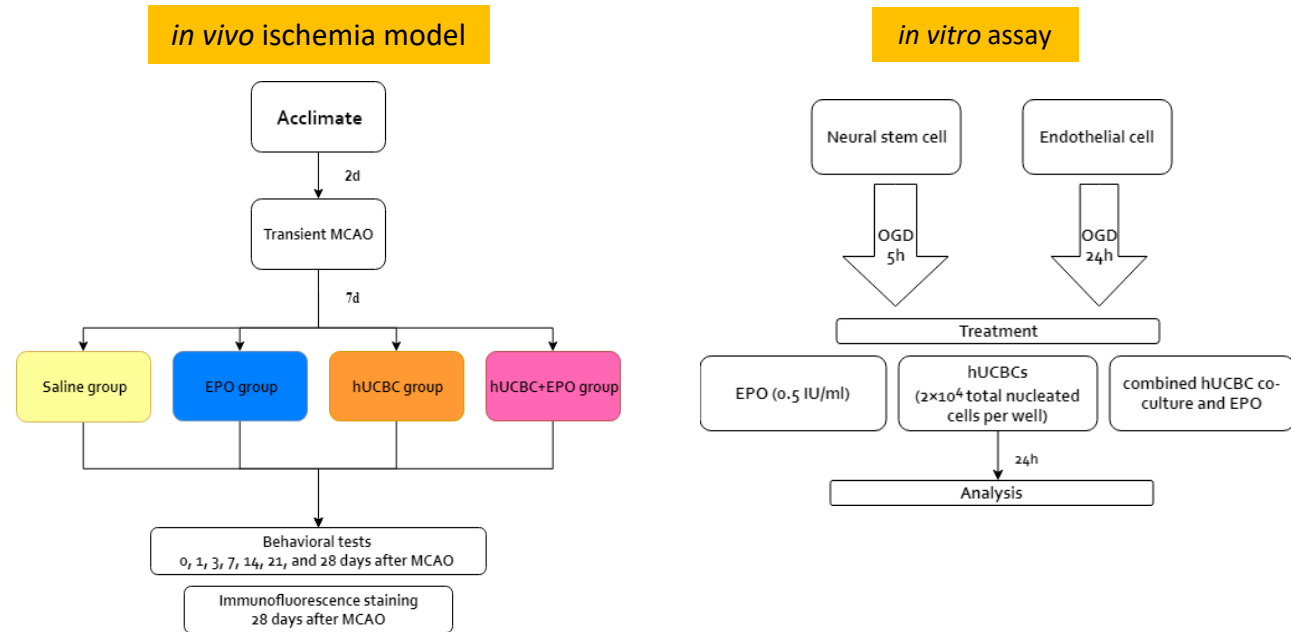 in vivo ischemia model
Acclimate
2d
Transient MCAO
7d
Saline group
EPO group
hUCBC group
hUCBC+EPO group
Behavioral tests
0, 1, 3, 7, 14, 21, and 28 days after MCAO
Immunofluorescence staining
28 days after MCAO
in vitro assay
Neural stem cell
Endothelial cell
OGD
5h
OGD
24h
Treatment
EPO (0.5 IU/ml)
hUCBCs
(2×10⁴ total nucleated
cells per well)
combined hUCBC co-
culture and EPO
24h
Analysis